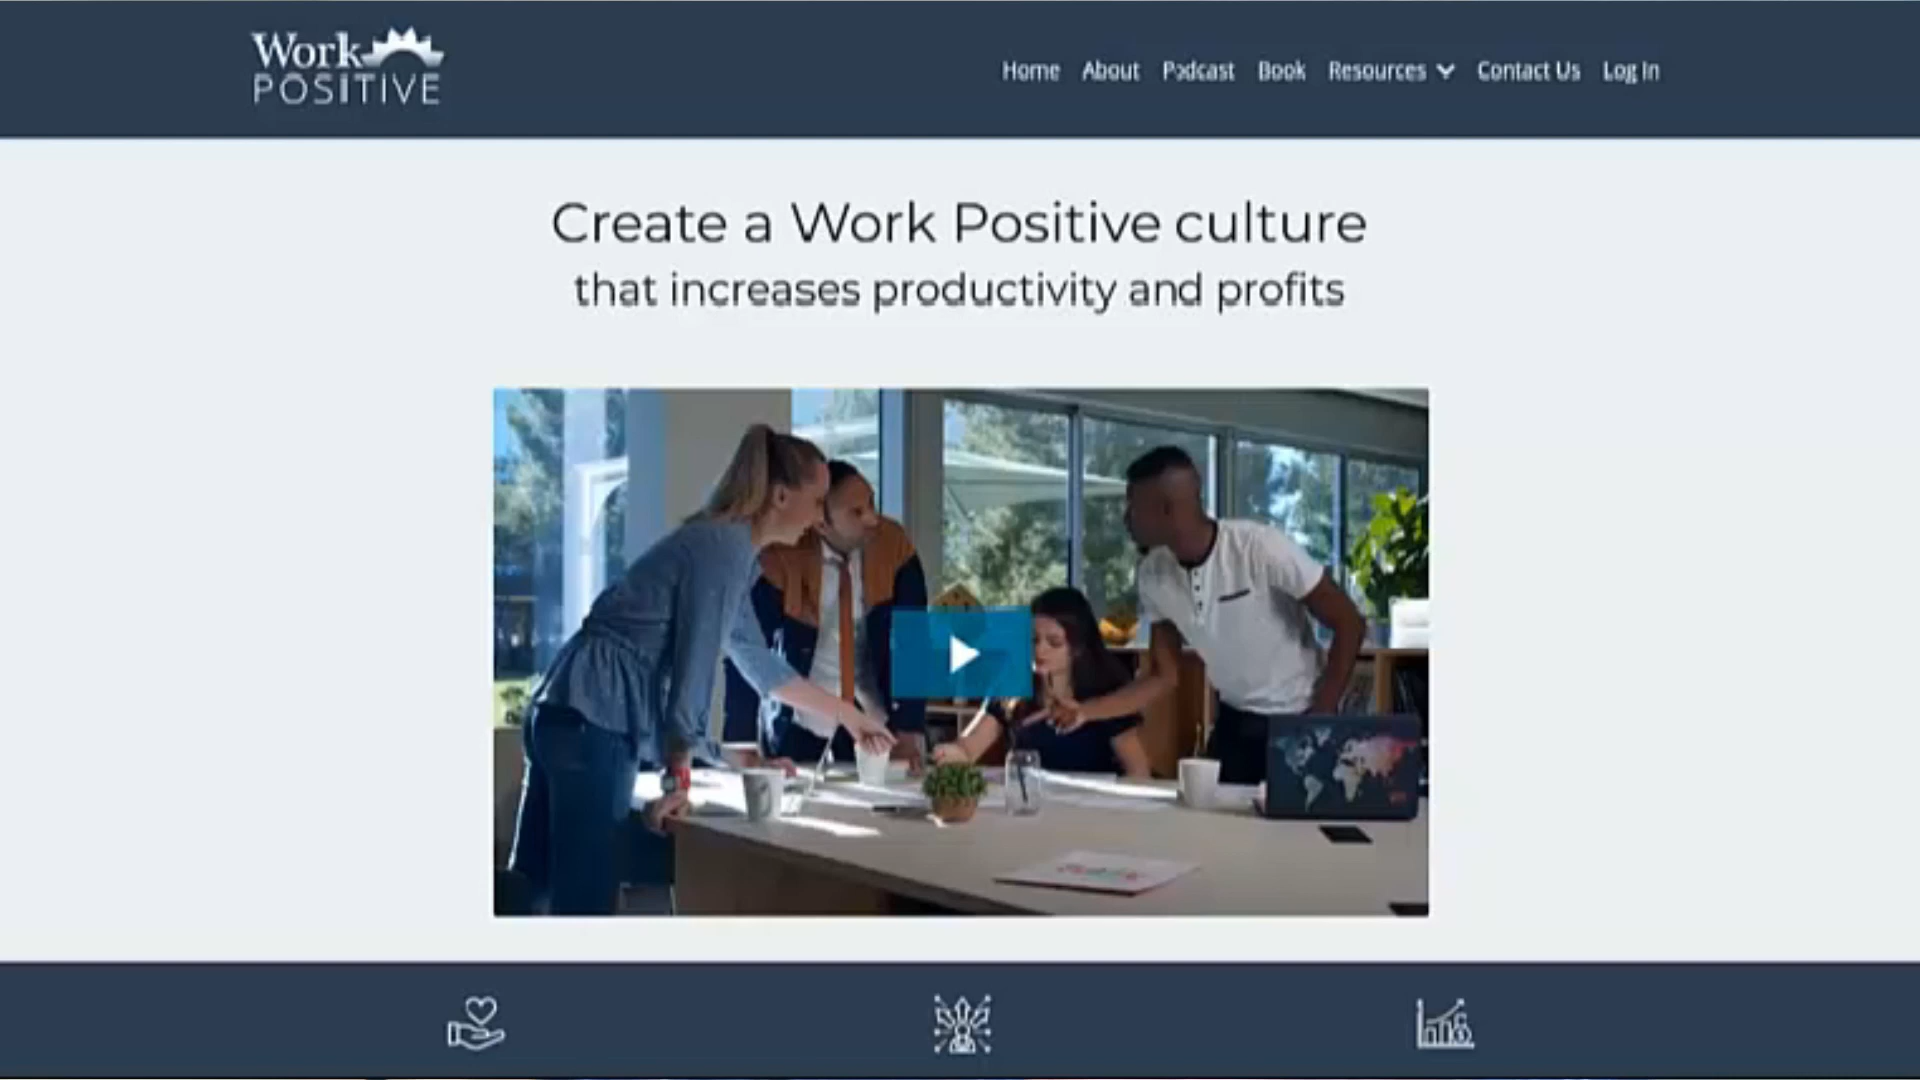 Work
POSITIVE
Home About Podcast Book Resources Contact Us Log In
Create a Work Positive culture
that increases productivity and profits